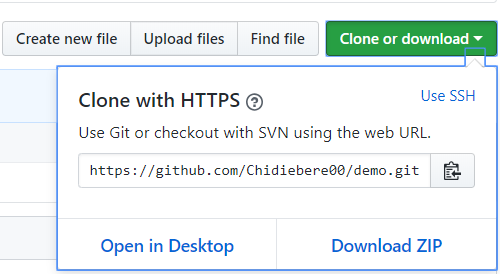 Create new file Upload files Find file Clone or download
Clone with HTTPS ? Use SSH
Use Git or checkout with SVN using the web URL.
https://github.com/Chidiebere00/demo.git
Open in Desktop Download ZIP